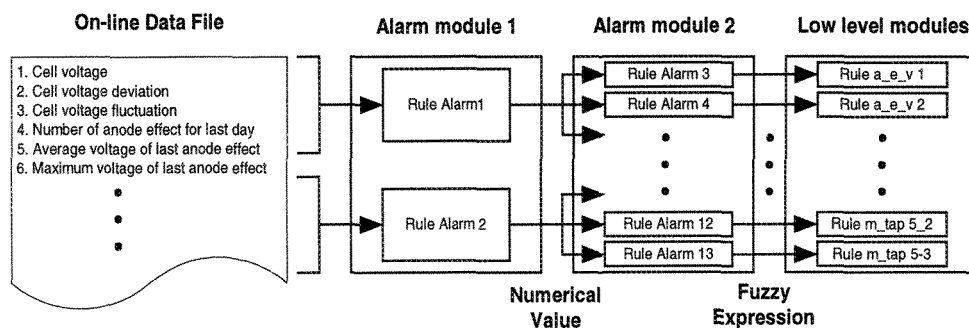 On-line Data File
Alarm module 1
Alarm module 2
Low level modules
1. Cell voltage
2. Cell voltage deviation
3. Cell voltage fluctuation
4. Number of anode effect for last day
5. Average voltage of last anode effect
6. Maximum voltage of last anode effect
Rule Alarm1
Rule Alarm 2
Rule Alarm 3
Rule Alarm 4
Rule Alarm 12
Rule Alarm 13
Rule a_e_v 1
Rule a_e_v 2
Rule m_tap 5_2
Rule m_tap 5-3
Numerical
Value
Fuzzy
Expression